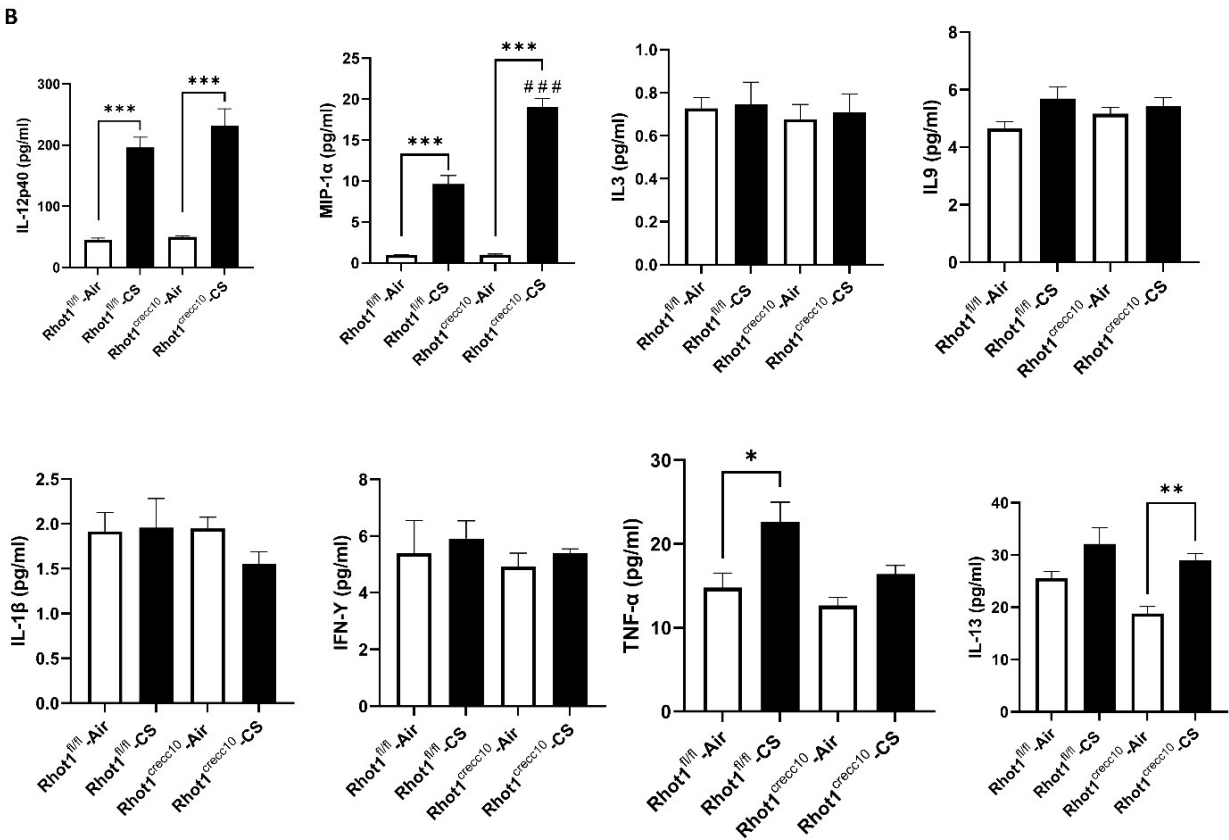 B
IL-12p40 (pg/ml)
300
200
100
0
***
***
Rhot1fl/fl-Air
Rhot1fl/fl-CS
Rhot1crecc10-Air
Rhot1crecc10-CS
MIP-1α (pg/ml)
25
20
15
10
5
0
***
***
###
Rhot1fl/fl-Air
Rhot1fl/fl-CS
Rhot1crecc10-Air
Rhot1crecc10-CS
IL3 (pg/ml)
1.0
0.8
0.6
0.4
0.2
0.0
Rhot1fl/fl-Air
Rhot1fl/fl-CS
Rhot1crecc10-Air
Rhot1crecc10-CS
IL9 (pg/ml)
8
6
4
2
0
Rhot1fl/fl-Air
Rhot1fl/fl-CS
Rhot1crecc10-Air
Rhot1crecc10-CS
IL-1β (pg/ml)
2.5
2.0
1.5
1.0
0.5
0.0
Rhot1fl/fl-Air
Rhot1fl/fl-CS
Rhot1crecc10-Air
Rhot1crecc10-CS
IFN-Y (pg/ml)
8
6
4
2
0
Rhot1fl/fl-Air
Rhot1fl/fl-CS
Rhot1crecc10-Air
Rhot1crecc10-CS
TNF-α (pg/ml)
30
20
10
0
*
Rhot1fl/fl-Air
Rhot1fl/fl-CS
Rhot1crecc10-Air
Rhot1crecc10-CS
IL-13 (pg/ml)
40
30
20
10
0
**
Rhot1fl/fl-Air
Rhot1fl/fl-CS
Rhot1crecc10-Air
Rhot1crecc10-CS